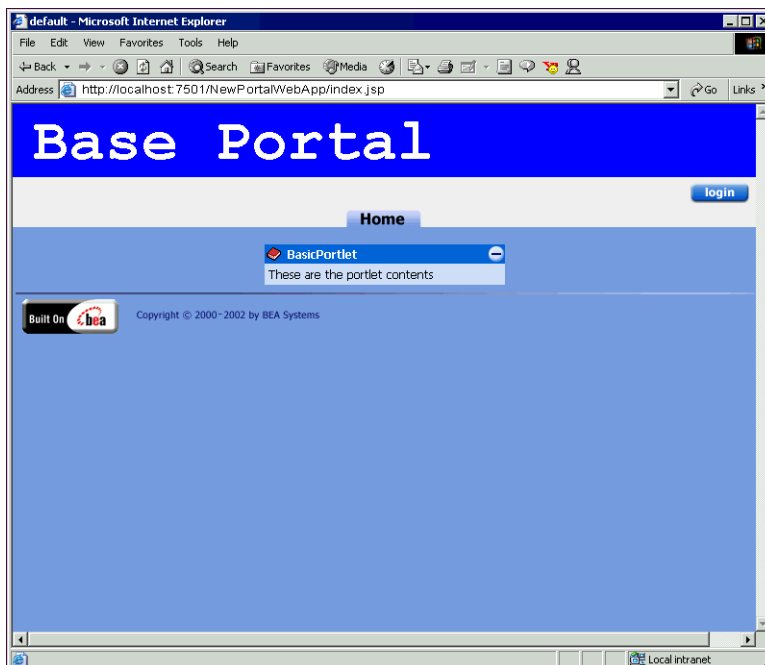 default - Microsoft Internet Explorer
File Edit View Favorites Tools Help
Back Search Favorites Media
Address http://localhost:7501/NewPortalWebApp/index.jsp Go Links
Base Portal
login
Home
BasicPortlet
These are the portlet contents
Built On bea Copyright © 2000-2002 by BEA Systems
Local intranet